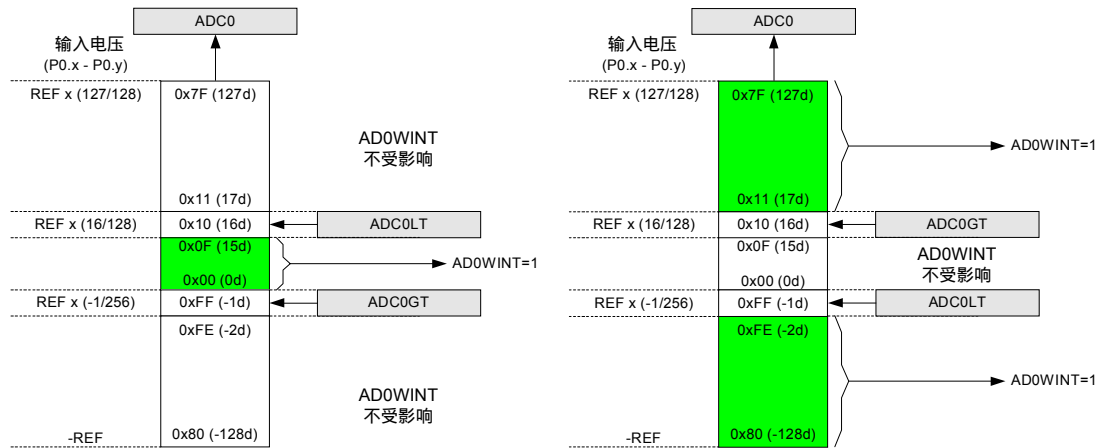 ADC0
输入电压
(P0.x - P0.y)
REF x (127/128)
0x7F (127d)
AD0WINT
不受影响
0x11 (17d)
REF x (16/128)
0x10 (16d)
ADC0LT
0x0F (15d)
AD0WINT=1
0x00 (0d)
REF x (-1/256)
0xFF (-1d)
ADC0GT
0xFE (-2d)
AD0WINT
不受影响
-REF
0x80 (-128d)
ADC0
输入电压
(P0.x - P0.y)
REF x (127/128)
0x7F (127d)
AD0WINT=1
0x11 (17d)
REF x (16/128)
0x10 (16d)
ADC0GT
0x0F (15d)
AD0WINT
不受影响
0x00 (0d)
REF x (-1/256)
0xFF (-1d)
ADC0LT
0xFE (-2d)
AD0WINT=1
-REF
0x80 (-128d)